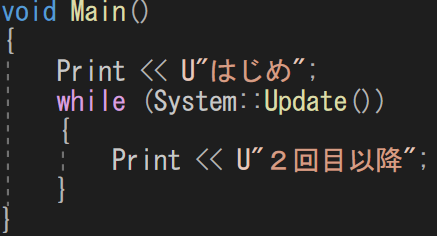 void Main()
{
    Print << U"はじめ";
    while (System::Update())
    {
        Print << U"２回目以降";
    }
}